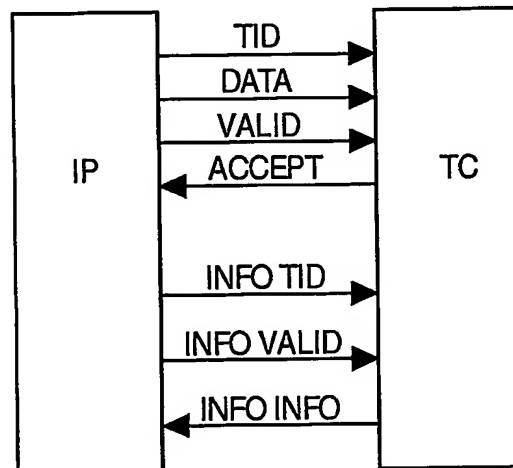 TID
DATA
VALID
ACCEPT
IP
TC
INFO TID
INFO VALID
INFO INFO